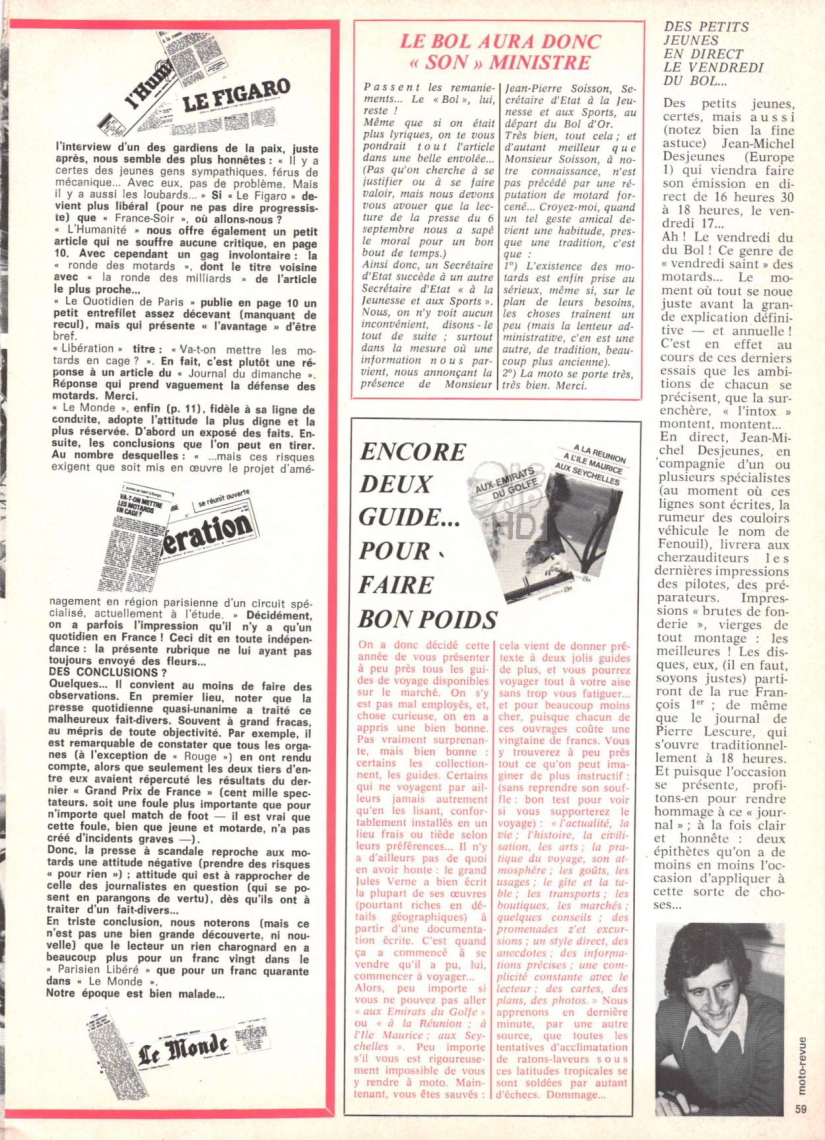 l'Hum
LE FIGARO
l'interview d'un des gardiens de la paix, juste
après, nous semble des plus honnêtes : « Il y a
certes des jeunes gens sympathiques. férus de
mécanique... Avec eux, pas de problème. Mais
il y a aussi les loubards... » Si « Le Figaro » de-
vient plus libéral (pour ne pas dire progressis-
te) que « France-Soir », où allons-nous ?
« L'Humanité » nous offre également un petit
article qui ne souffre aucune critique, en page
10. Avec cependant un gag involontaire : la
« ronde des motards », dont le titre voisine
avec « la ronde des milliards » de l'article
le plus proche...
« Le Quotidien de Paris » publie en page 10 un
petit entrefilet assez décevant (manquant de
recul), mais qui présente « l'avantage » d'être
bref.
« Libération » titre : « Va-t-on mettre les mo-
tards en cage ? ». En fait, c'est plutôt une ré-
ponse à un article du « Journal du dimanche ».
Réponse qui prend vaguement la défense des
motards. Merci.
« Le Monde », enfin (p. 11), fidèle à sa ligne de
conduite, adopte l'attitude la plus digne et la
plus réservée. D'abord un exposé des faits. En-
suite, les conclusions que l'on peut en tirer.
Au nombre desquelles : « ...mais ces risques
exigent que soit mis en œuvre le projet d'amé-
VA-T-ON METTRE
LES MOTARDS
EN CAGE ?
se réunit ouverte
ération
nagement en région parisienne d'un circuit spé-
cialisé, actuellement à l'étude. » Décidément,
on a parfois l'impression qu'il n'y a qu'un
quotidien en France ! Ceci dit en toute indépen-
dance : la présente rubrique ne lui ayant pas
toujours envoyé des fleurs...
DES CONCLUSIONS ?
Quelques... Il convient au moins de faire des
observations. En premier lieu, noter que la
presse quotidienne quasi-unanime a traité ce
malheureux fait-divers. Souvent à grand fracas,
au mépris de toute objectivité. Par exemple, il
est remarquable de constater que tous les orga-
nes (à l'exception de « Rouge ») en ont rendu
compte, alors que seulement les deux tiers d'en-
tre eux avaient répercuté les résultats du der-
nier « Grand Prix de France » (cent mille spec-
tateurs. soit une foule plus importante que pour
n'importe quel match de foot — il est vrai que
cette foule, bien que jeune et motarde, n'a pas
créé d'incidents graves —).
Donc, la presse à scandale reproche aux mo-
tards une attitude négative (prendre des risques
« pour rien ») ; attitude qui est à rapprocher de
celle des journalistes en question (qui se po-
sent en parangons de vertu), dès qu'ils ont à
traiter d'un fait-divers...
En triste conclusion, nous noterons (mais ce
n'est pas une bien grande découverte, ni nou-
velle) que le lecteur un rien charognard en a
beaucoup plus pour un franc vingt dans le
« Parisien Libéré » que pour un franc quarante
dans « Le Monde ».
Notre époque est bien malade...
Le Monde
LE BOL AURA DONC
« SON » MINISTRE
Passent les remanie-
ments... Le « Bol », lui,
reste !
Même que si on était
plus lyriques, on te vous
pondrait tout l'article
dans une belle envolée...
(Pas qu'on cherche à se
justifier ou à se faire
valoir, mais nous devons
vous avouer que la lec-
ture de la presse du 6
septembre nous a sapé
le moral pour un bon
bout de temps.)
Ainsi donc, un Secrétaire
d'Etat succède à un autre
Secrétaire d'Etat « à la
Jeunesse et aux Sports ».
Nous, on n'y voit aucun
inconvénient, disons-le
tout de suite ; surtout
dans la mesure où une
information nous par-
vient, nous annonçant la
présence de Monsieur
Jean-Pierre Soisson, Se-
crétaire d'Etat à la Jeu-
nesse et aux Sports, au
départ du Bol d'Or.
Très bien, tout cela ; et
d'autant meilleur que
Monsieur Soisson, à no-
tre connaissance, n'est
pas précédé par une ré-
putation de motard for-
cené... Croyez-moi, quand
un tel geste amical de-
vient une habitude, pres-
que une tradition, c'est
que :
1º) L'existence des mo-
tards est enfin prise au
sérieux, même si, sur le
plan de leurs besoins,
les choses traînent un
peu (mais la lenteur ad-
ministrative, c'en est une
autre, de tradition, beau-
coup plus ancienne).
2º) La moto se porte très,
très bien. Merci.
ENCORE
DEUX
GUIDE...
POUR
FAIRE
BON POIDS
AUX EMIRATS
DU GOLFE
A LA REUNION
A L'ILE MAURICE
AUX SEYCHELLES
On a donc décidé cette
année de vous présenter
à peu près tous les gui-
des de voyage disponibles
sur le marché. On s'y
est pas mal employés, et,
chose curieuse, on en a
appris une bien bonne.
Pas vraiment surprenan-
te, mais bien bonne :
certains les collection-
nent, les guides. Certains
qui ne voyagent par ail-
leurs jamais autrement
qu'en les lisant, confor-
tablement installés en un
lieu frais ou tiède selon
leurs préférences... Il n'y
a d'ailleurs pas de quoi
en avoir honte : le grand
Jules Verne a bien écrit
la plupart de ses œuvres
(pourtant riches en dé-
tails géographiques) à
partir d'une documenta-
tion écrite. C'est quand
ça a commencé à se
vendre qu'il a pu, lui,
commencer à voyager...
Alors, peu importe si
vous ne pouvez pas aller
« aux Emirats du Golfe »
ou « à la Réunion ; à
l'Ile Maurice ; aux Sey-
chelles ». Peu importe
s'il vous est rigoureuse-
ment impossible de vous
y rendre à moto. Main-
tenant, vous êtes sauvés :
cela vient de donner pré-
texte à deux jolis guides
de plus, et vous pourrez
voyager tout à votre aise
sans trop vous fatiguer...
et pour beaucoup moins
cher, puisque chacun de
ces ouvrages coûte une
vingtaine de francs. Vous
y trouverez à peu près
tout ce qu'on peut ima-
giner de plus instructif :
(sans reprendre son souf-
fle : bon test pour voir
si vous supporterez le
voyage) : « l'actualité, la
vie ; l'histoire, la civili-
sation, les arts ; la pra-
tique du voyage, son at-
mosphère ; les goûts, les
usages ; le gîte et la ta-
ble ; les transports ; les
boutiques, les marchés ;
quelques conseils ; des
promenades z'et excur-
sions ; un style direct, des
anecdotes ; des informa-
tions précises ; une com-
plicité constante avec le
lecteur ; des cartes, des
plans, des photos. » Nous
apprenons en dernière
minute, par une autre
source, que toutes les
tentatives d'acclimatation
de ratons-laveurs sous
ces latitudes tropicales se
sont soldées par autant
d'échecs. Dommage...
DES PETITS
JEUNES
EN DIRECT
LE VENDREDI
DU BOL...
Des petits jeunes,
certes, mais aussi
(notez bien la fine
astuce) Jean-Michel
Desjeunes (Europe
1) qui viendra faire
son émission en di-
rect de 16 heures 30
à 18 heures, le ven-
dredi 17...
Ah ! Le vendredi du
du Bol ! Ce genre de
« vendredi saint » des
motards... Le mo-
ment où tout se noue
juste avant la gran-
de explication défini-
tive — et annuelle !
C'est en effet au
cours de ces derniers
essais que les ambi-
tions de chacun se
précisent, que la sur-
enchère, « l'intox »
montent, montent...
En direct, Jean-Mi-
chel Desjeunes, en
compagnie d'un ou
plusieurs spécialistes
(au moment où ces
lignes sont écrites, la
rumeur des couloirs
véhicule le nom de
Fenouil), livrera aux
cherzauditeurs les
dernières impressions
des pilotes, des pré-
parateurs. Impres-
sions « brutes de fon-
derie », vierges de
tout montage : les
meilleures ! Les dis-
ques, eux, (il en faut,
soyons justes) parti-
ront de la rue Fran-
çois 1er ; de même
que le journal de
Pierre Lescure, qui
s'ouvre traditionnel-
lement à 18 heures.
Et puisque l'occasion
se présente, profi-
tons-en pour rendre
hommage à ce « jour-
nal » ; à la fois clair
et honnête : deux
épithètes qu'on a de
moins en moins l'oc-
casion d'appliquer à
cette sorte de cho-
ses...
moto-revue
59